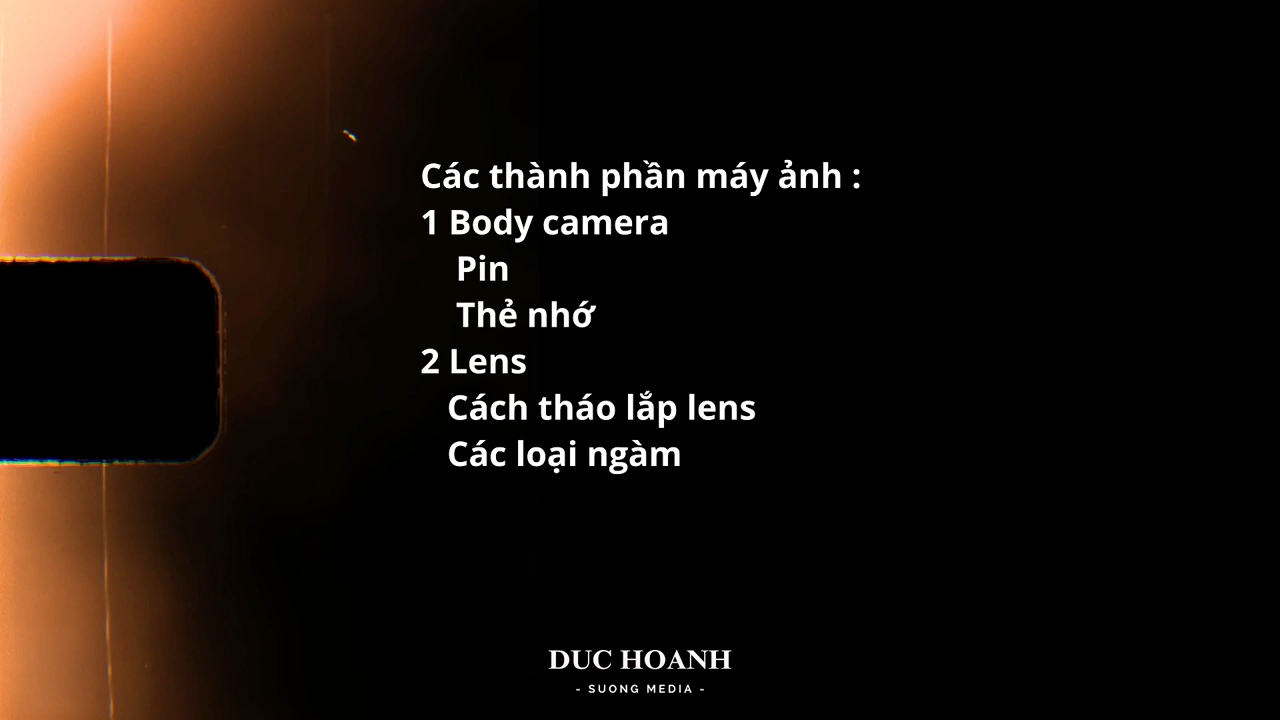 Các thành phần máy ảnh :
1 Body camera
Pin
Thẻ nhớ
2 Lens
Cách tháo lắp lens
Các loại ngàm
DUC HOANH
- SUONG MEDIA -